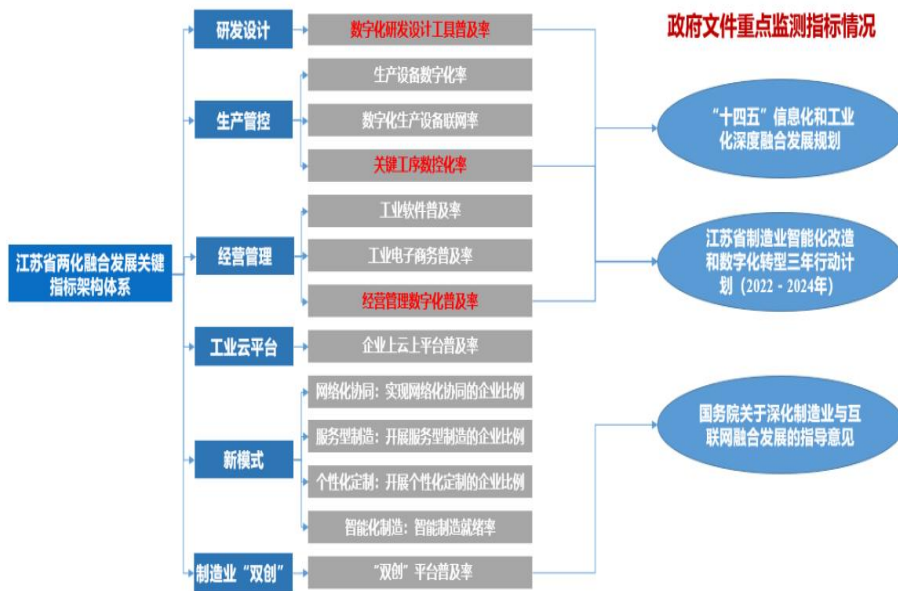 政府文件重点监测指标情况
江苏省两化融合发展关键
指标架构体系
研发设计
数字化研发设计工具普及率
生产管控
生产设备数字化率
数字化生产设备联网率
关键工序数控化率
经营管理
工业软件普及率
工业电子商务普及率
经营管理数字化普及率
工业云平台
企业上云上平台普及率
新模式
网络化协同：实现网络化协同的企业比例
服务型制造：开展服务型制造的企业比例
个性化定制：开展个性化定制的企业比例
智能化制造：智能制造就绪率
制造业“双创”
“双创”平台普及率
“十四五”信息化和工业
化深度融合发展规划
江苏省制造业智能化改造
和数字化转型三年行动计
划（2022－2024年）
国务院关于深化制造业与互
联网融合发展的指导意见